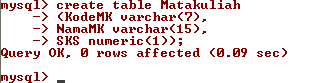 mysql> create table Matakuliah
    -> (KodeMK varchar(7),
    -> NamaMK varchar(15),
    -> SKS numeric(1));
Query OK, 0 rows affected (0.09 sec)
mysql> _